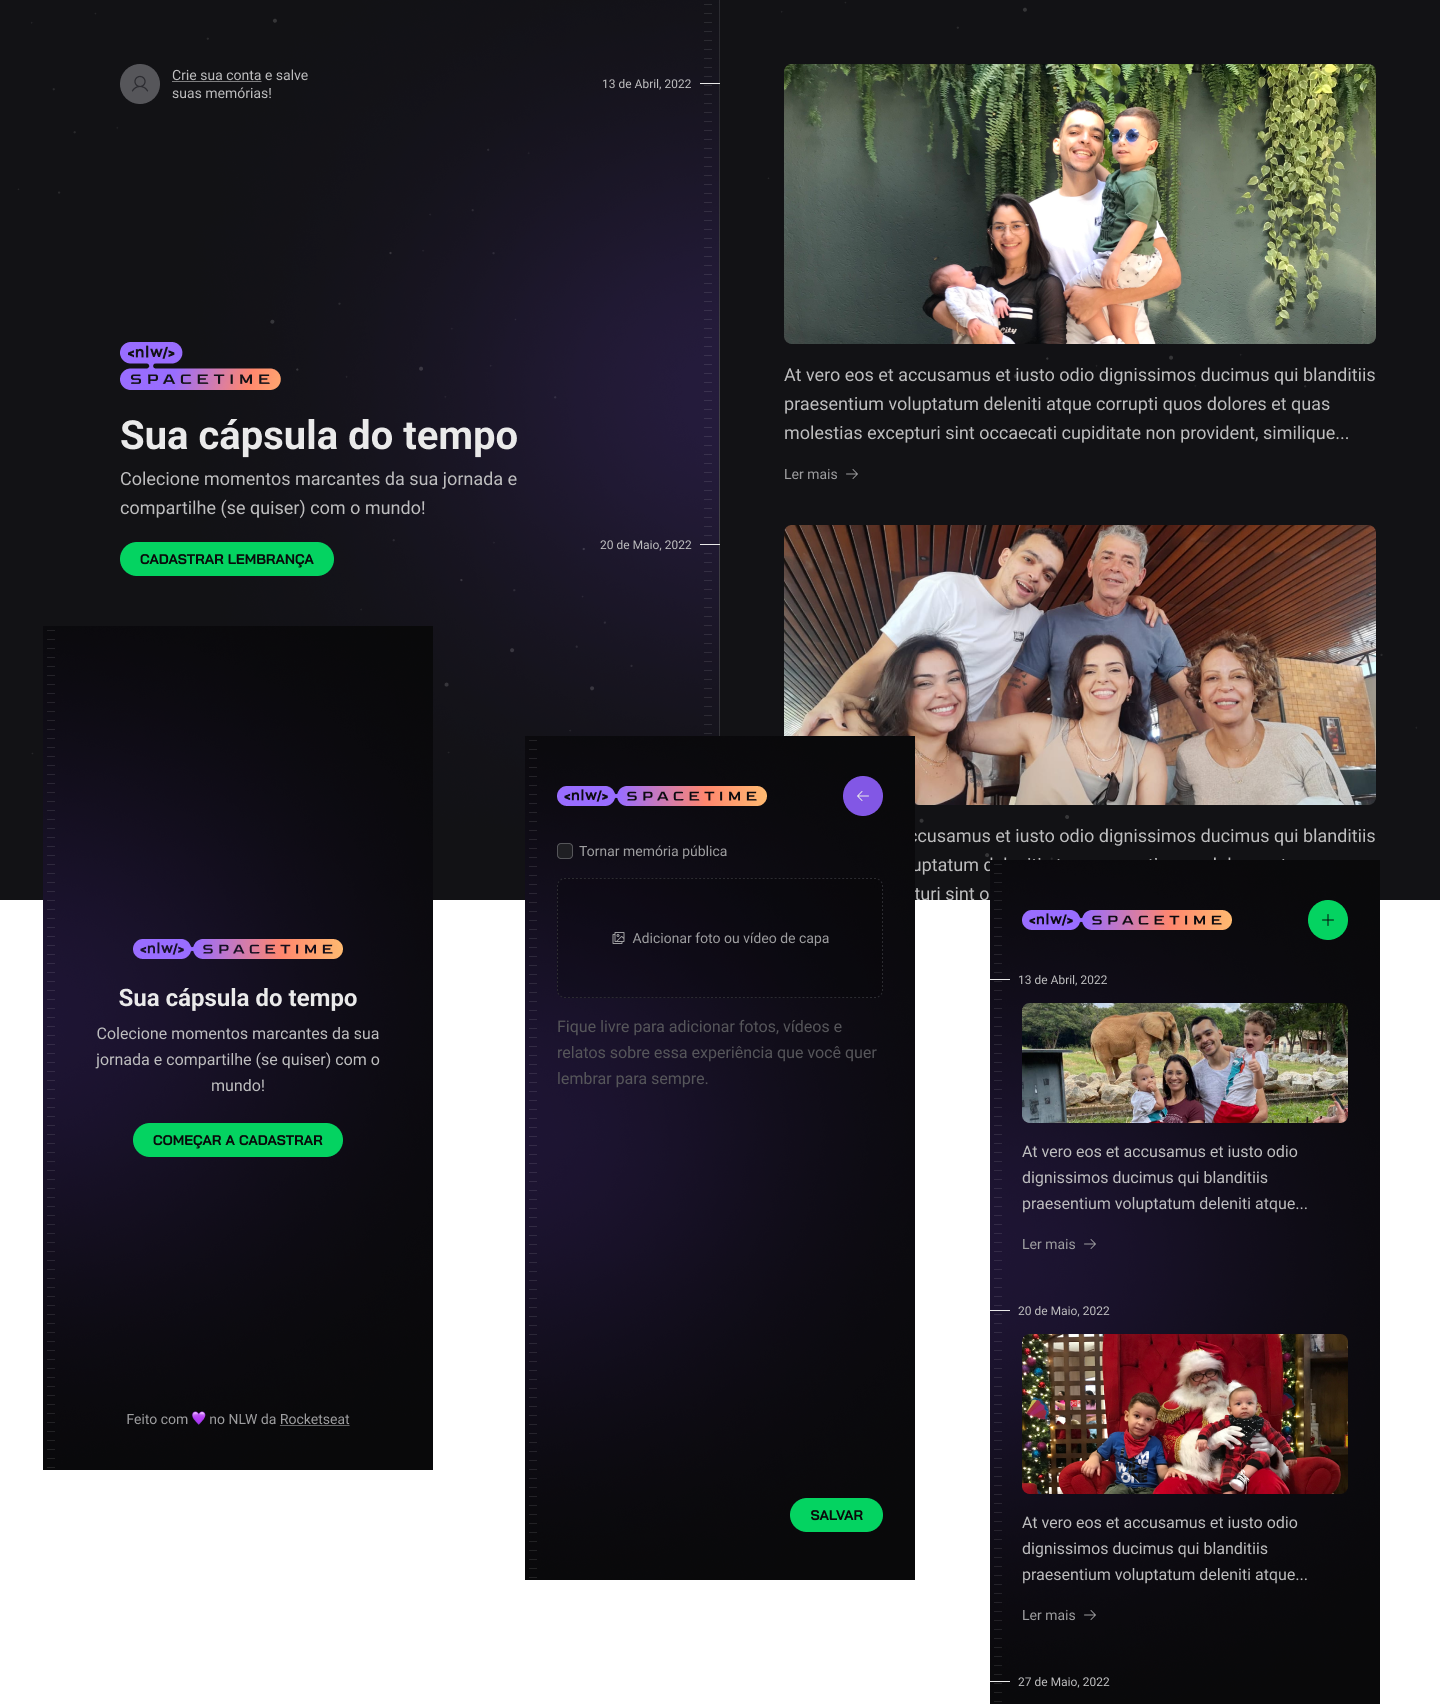 Crie sua conta e salve
suas memórias!
13 de Abril, 2022
<nlw/>
SPACETIME
Sua cápsula do tempo
Colecione momentos marcantes da sua jornada e
compartilhe (se quiser) com o mundo!
CADASTRAR LEMBRANÇA
20 de Maio, 2022
At vero eos et accusamus et iusto odio dignissimos ducimus qui blanditiis
praesentium voluptatum deleniti atque corrupti quos dolores et quas
molestias excepturi sint occaecati cupiditate non provident, similique...
Ler mais
ccusamus et iusto odio dignissimos ducimus qui blanditiis
uptatum
turi sint o
<nlw/> SPACETIME
Sua cápsula do tempo
Colecione momentos marcantes da sua
jornada e compartilhe (se quiser) com o
mundo!
COMEÇAR A CADASTRAR
Feito com 💜 no NLW da Rocketseat
<nlw/> SPACETIME
Tornar memória pública
Adicionar foto ou vídeo de capa
Fique livre para adicionar fotos, vídeos e
relatos sobre essa experiência que você quer
lembrar para sempre.
SALVAR
<nlw/> SPACETIME
13 de Abril, 2022
At vero eos et accusamus et iusto odio
dignissimos ducimus qui blanditiis
praesentium voluptatum deleniti atque...
Ler mais
20 de Maio, 2022
At vero eos et accusamus et iusto odio
dignissimos ducimus qui blanditiis
praesentium voluptatum deleniti atque...
Ler mais
27 de Maio, 2022